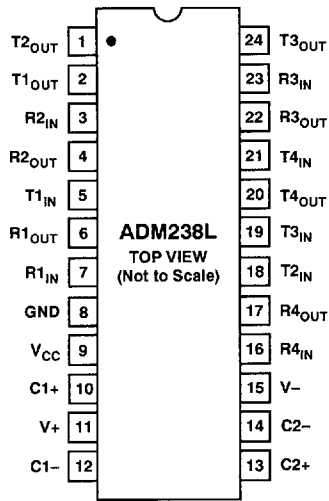 T2OUT 1 24 T3OUT
T1OUT 2 23 R3IN
R2IN 3 22 R3OUT
R2OUT 4 21 T4IN
T1IN 5 20 T4OUT
R1OUT 6 ADM238L 19 T3IN
TOP VIEW
R1IN 7 (Not to Scale) 18 T2IN
GND 8 17 R4OUT
VCC 9 16 R4IN
C1+ 10 15 V–
V+ 11 14 C2–
C1– 12 13 C2+